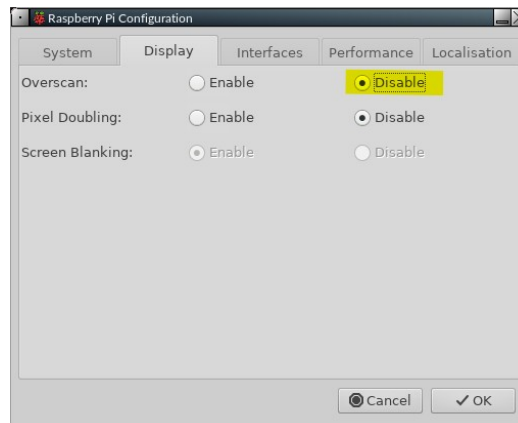 Raspberry Pi Configuration
System Display Interfaces Performance Localisation
Overscan: Enable Disable
Pixel Doubling: Enable Disable
Screen Blanking: Enable Disable
Cancel OK